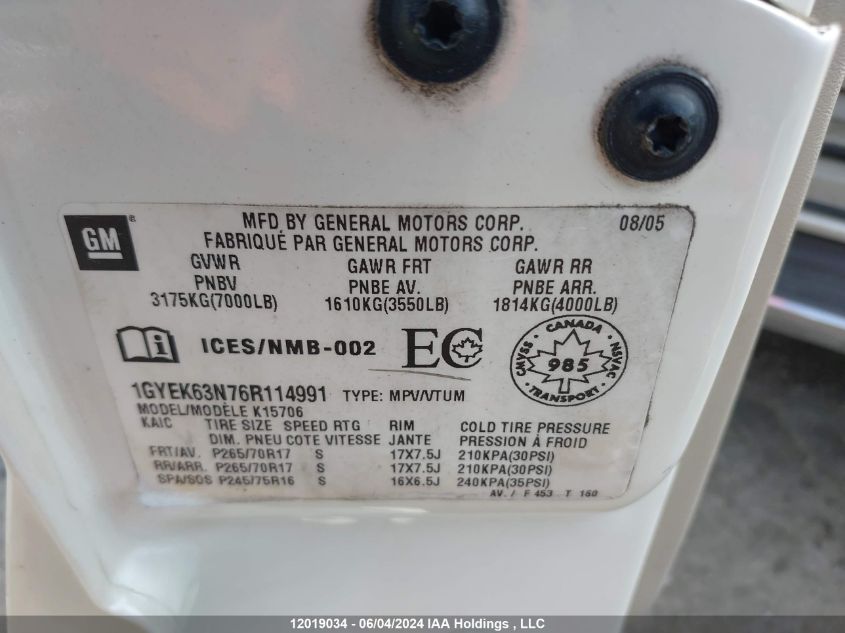 GM
MFD BY GENERAL MOTORS CORP. 08/05
FABRIQUÉ PAR GENERAL MOTORS CORP.
GVWR GAWR FRT GAWR RR
PNBV PNBE AV. PNBE ARR.
3175KG(7000LB) 1610KG(3550LB) 1814KG(4000LB)
ICES/NMB-002 EC
CANADA
CMVSS 985 NSVAC
TRANSPORT
1GYEK63N76R114991 TYPE: MPV/VTUM
MODEL/MODÈLE K15706
KAIC TIRE SIZE SPEED RTG RIM COLD TIRE PRESSURE
DIM. PNEU COTE VITESSE JANTE PRESSION À FROID
FRT/AV. P265/70R17 S 17X7.5J 210KPA(30PSI)
RR/ARR. P265/70R17 S 17X7.5J 210KPA(30PSI)
SPA/SOS P245/75R16 S 16X6.5J 240KPA(35PSI)
AV. / F 453 T 160
12019034 - 06/04/2024 IAA Holdings , LLC